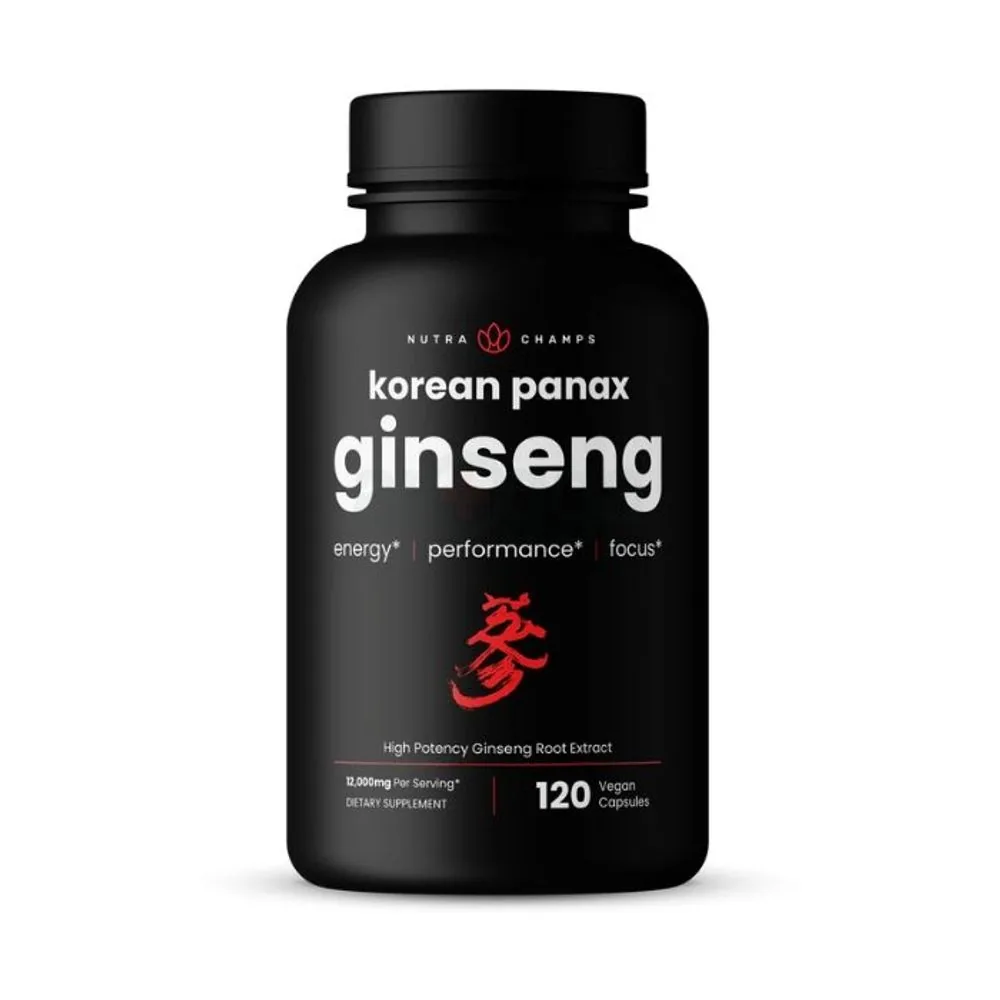 NUTRA CHAMPS
korean panax
ginseng
energy* | performance* | focus*
蔘
High Potency Ginseng Root Extract
12,000mg Per Serving*
DIETARY SUPPLEMENT
120 Vegan
Capsules